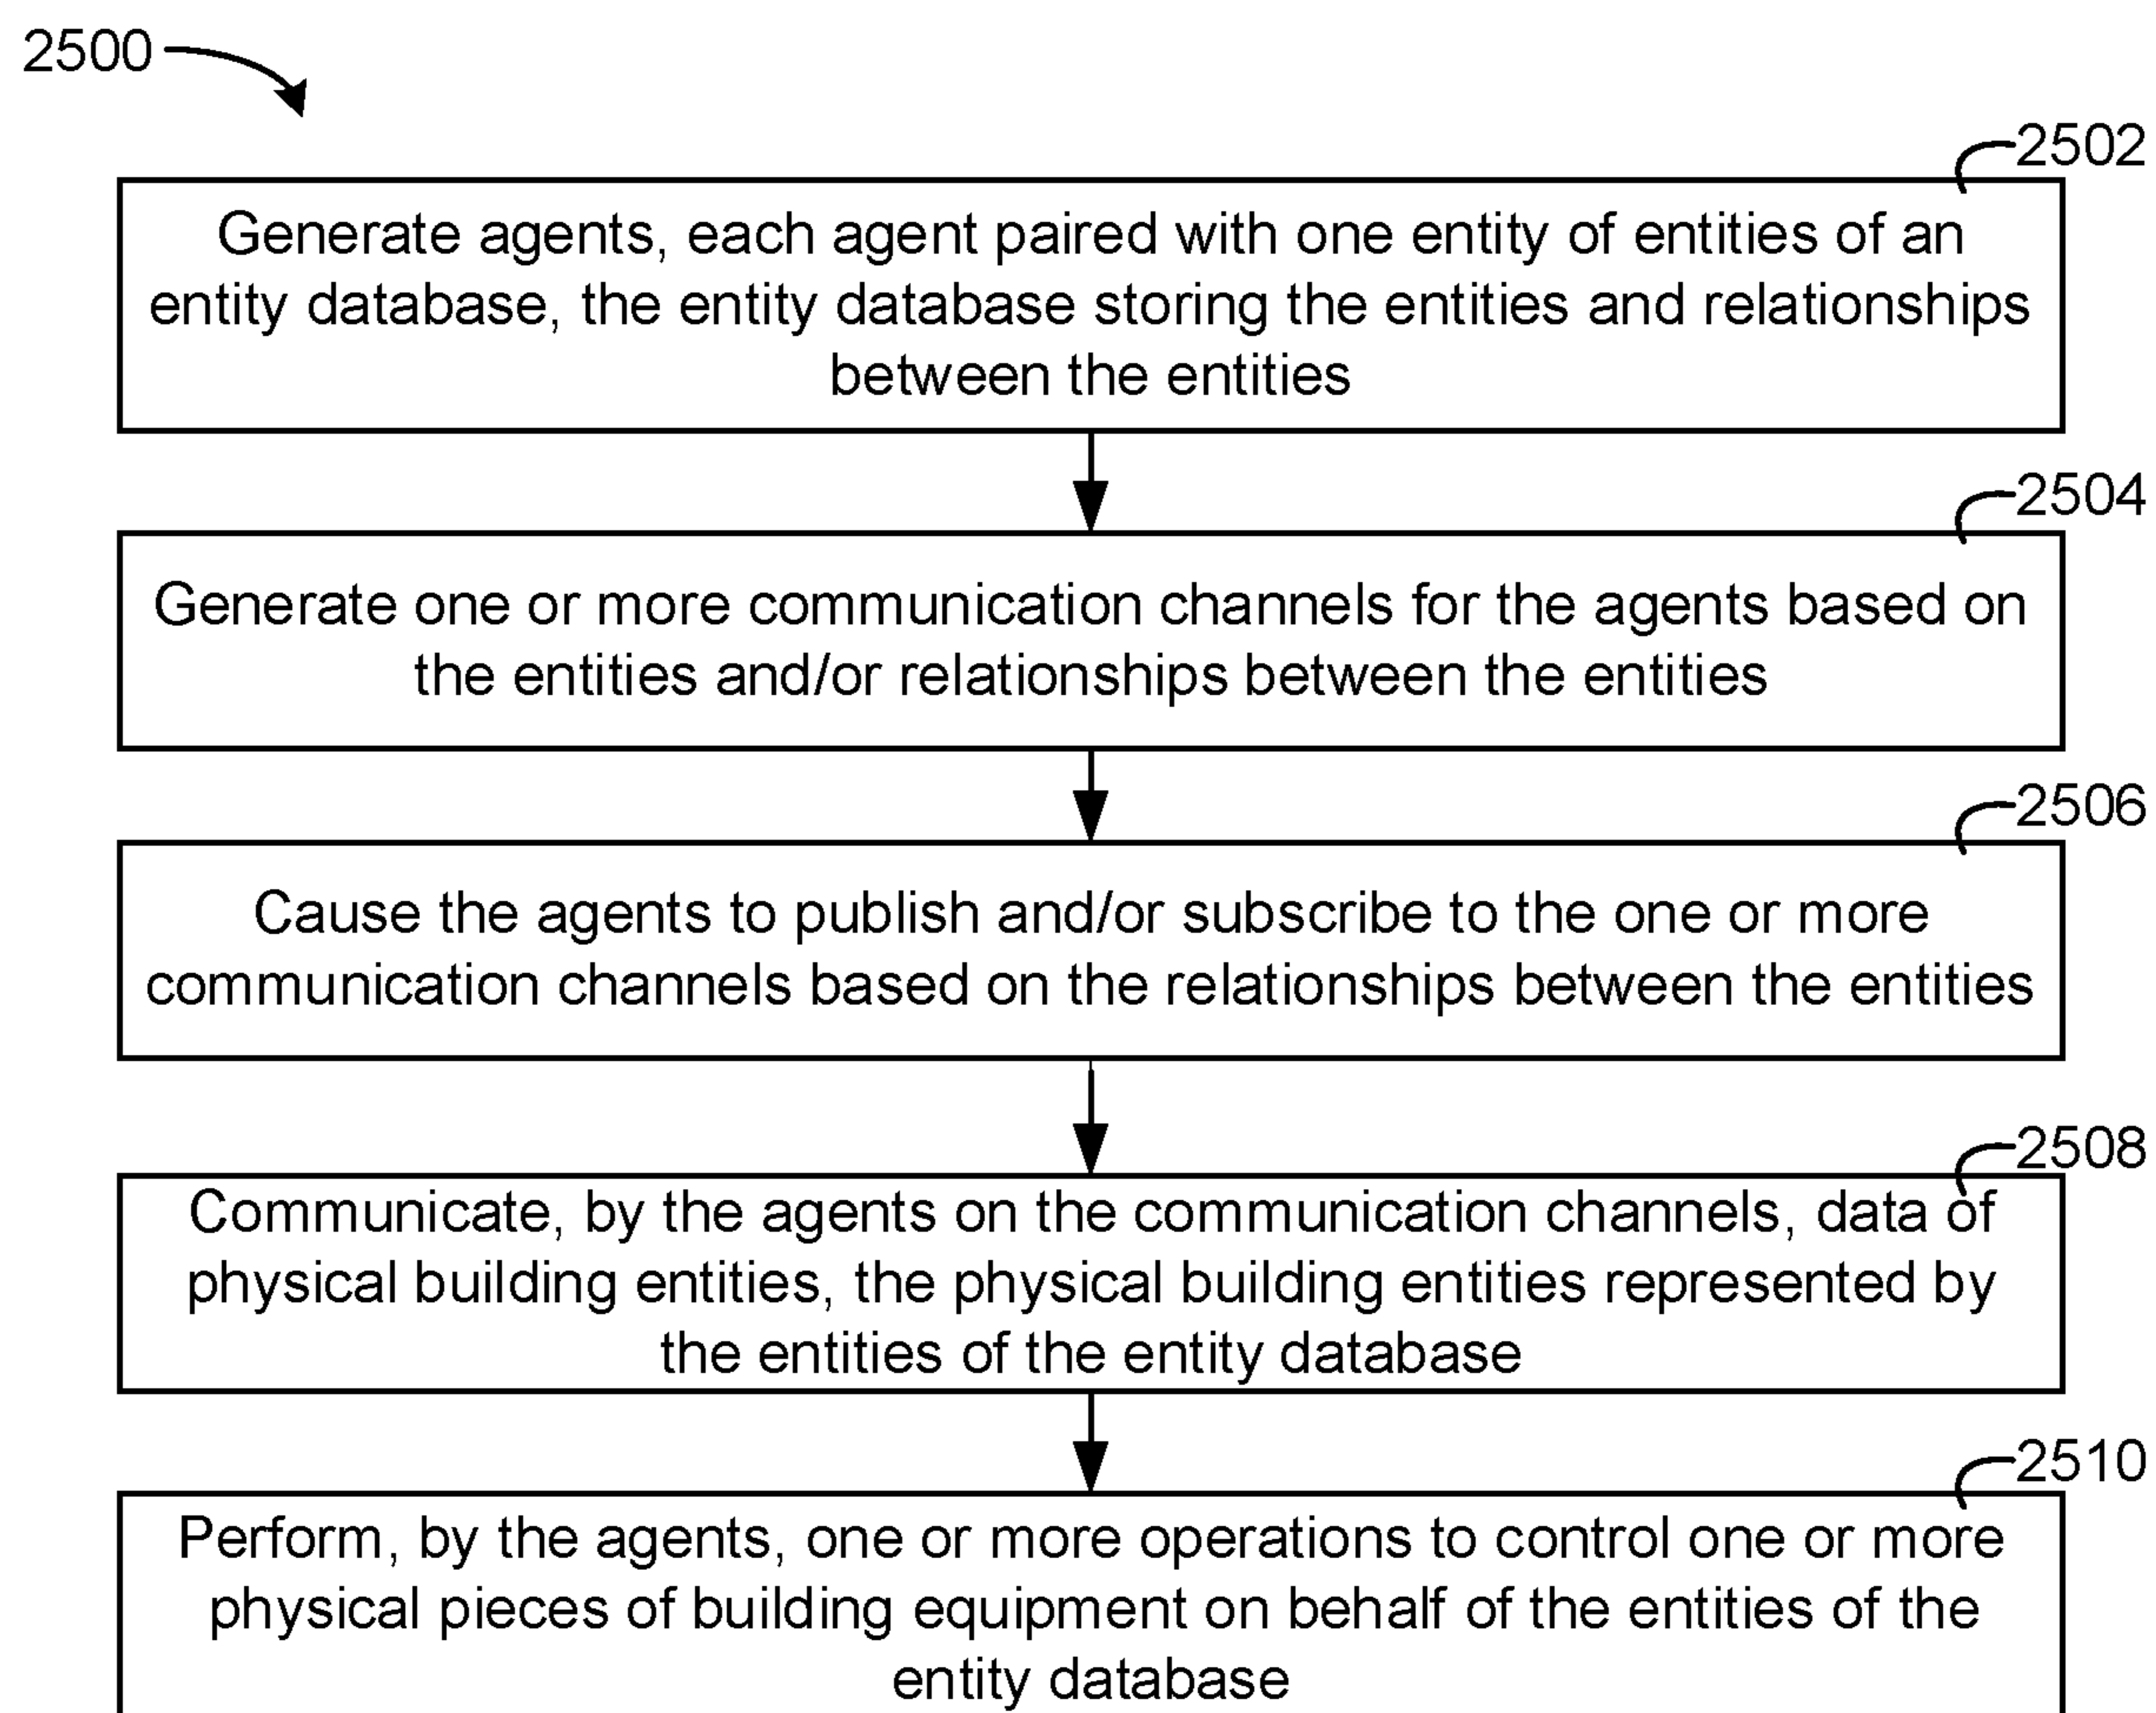 2500
2502
Generate agents, each agent paired with one entity of entities of an
entity database, the entity database storing the entities and relationships
between the entities
2504
Generate one or more communication channels for the agents based on
the entities and/or relationships between the entities
2506
Cause the agents to publish and/or subscribe to the one or more
communication channels based on the relationships between the entities
2508
Communicate, by the agents on the communication channels, data of
physical building entities, the physical building entities represented by
the entities of the entity database
2510
Perform, by the agents, one or more operations to control one or more
physical pieces of building equipment on behalf of the entities of the
entity database